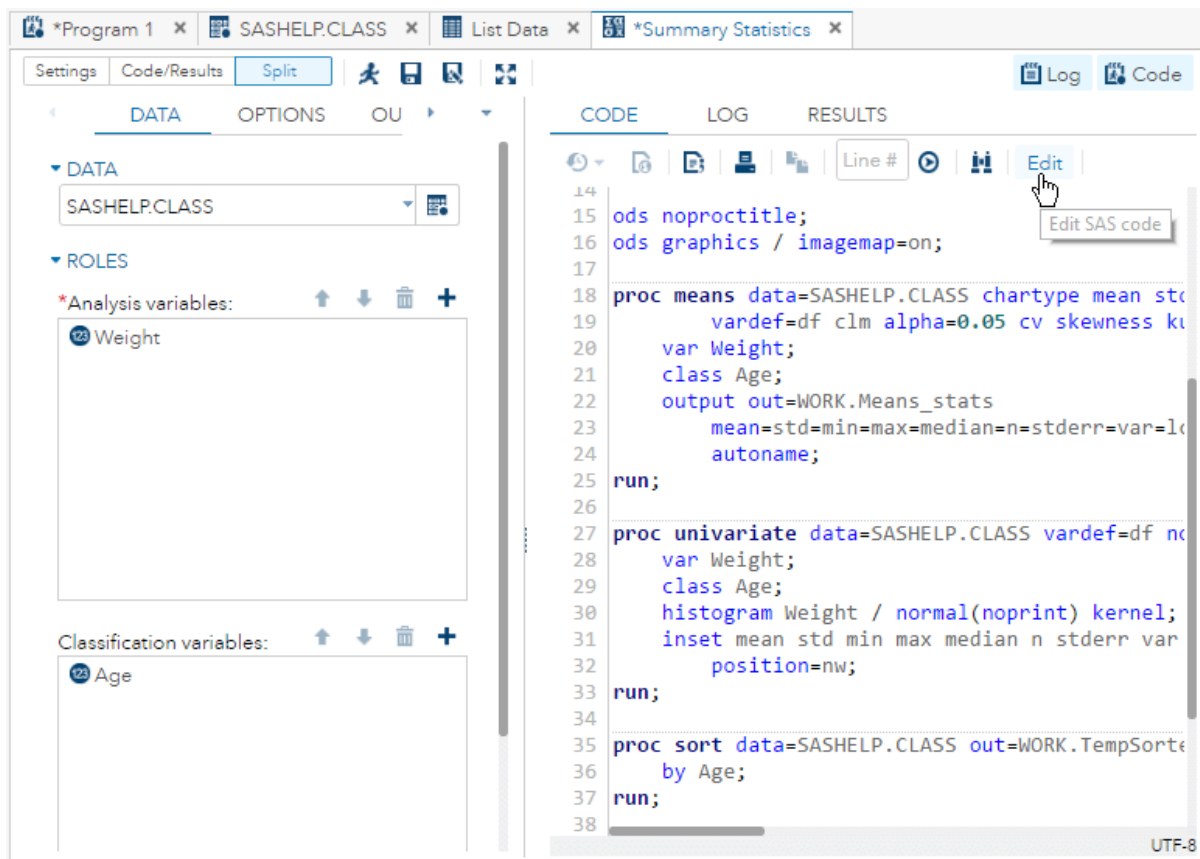 *Program 1 × SASHELP.CLASS × List Data × *Summary Statistics ×
Settings Code/Results Split Log Code
DATA OPTIONS OU
DATA
SASHELP.CLASS
ROLES
*Analysis variables:
123 Weight
Classification variables:
123 Age
CODE LOG RESULTS
Line # Edit
Edit SAS code
14
15 ods noproctitle;
16 ods graphics / imagemap=on;
17
18 proc means data=SASHELP.CLASS chartype mean std
19 vardef=df clm alpha=0.05 cv skewness ku
20 var Weight;
21 class Age;
22 output out=WORK.Means_stats
23 mean=std=min=max=median=n=stderr=var=lc
24 autoname;
25 run;
26
27 proc univariate data=SASHELP.CLASS vardef=df no
28 var Weight;
29 class Age;
30 histogram Weight / normal(noprint) kernel;
31 inset mean std min max median n stderr var
32 position=nw;
33 run;
34
35 proc sort data=SASHELP.CLASS out=WORK.TempSorte
36 by Age;
37 run;
38
UTF-8